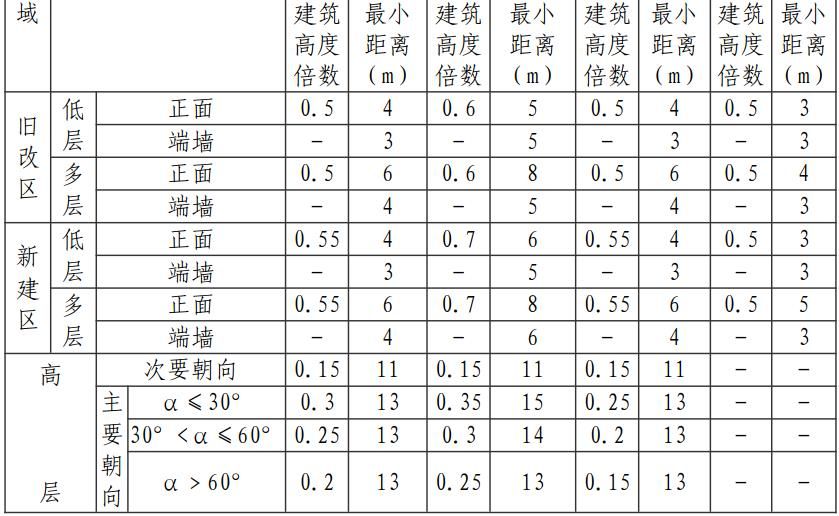 域 建筑高度倍数 最小距离(m) 建筑高度倍数 最小距离(m) 建筑高度倍数 最小距离(m) 建筑高度倍数 最小距离(m)
旧改区 低层 正面 0.5 4 0.6 5 0.5 4 0.5 3
端墙 − 3 − 5 − 3 − 3
多层 正面 0.5 6 0.6 8 0.5 6 0.5 4
端墙 − 4 − 5 − 4 − 3
新建区 低层 正面 0.55 4 0.7 6 0.55 4 0.5 3
端墙 − 3 − 5 − 3 − 3
多层 正面 0.55 6 0.7 8 0.55 6 0.5 5
端墙 − 4 − 6 − 4 − 3
高层 次要朝向 0.15 11 0.15 11 0.15 11 − −
主要朝向 α≤30° 0.3 13 0.35 15 0.25 13 − −
30°<α≤60° 0.25 13 0.3 14 0.2 13 − −
α>60° 0.2 13 0.25 13 0.15 13 − −